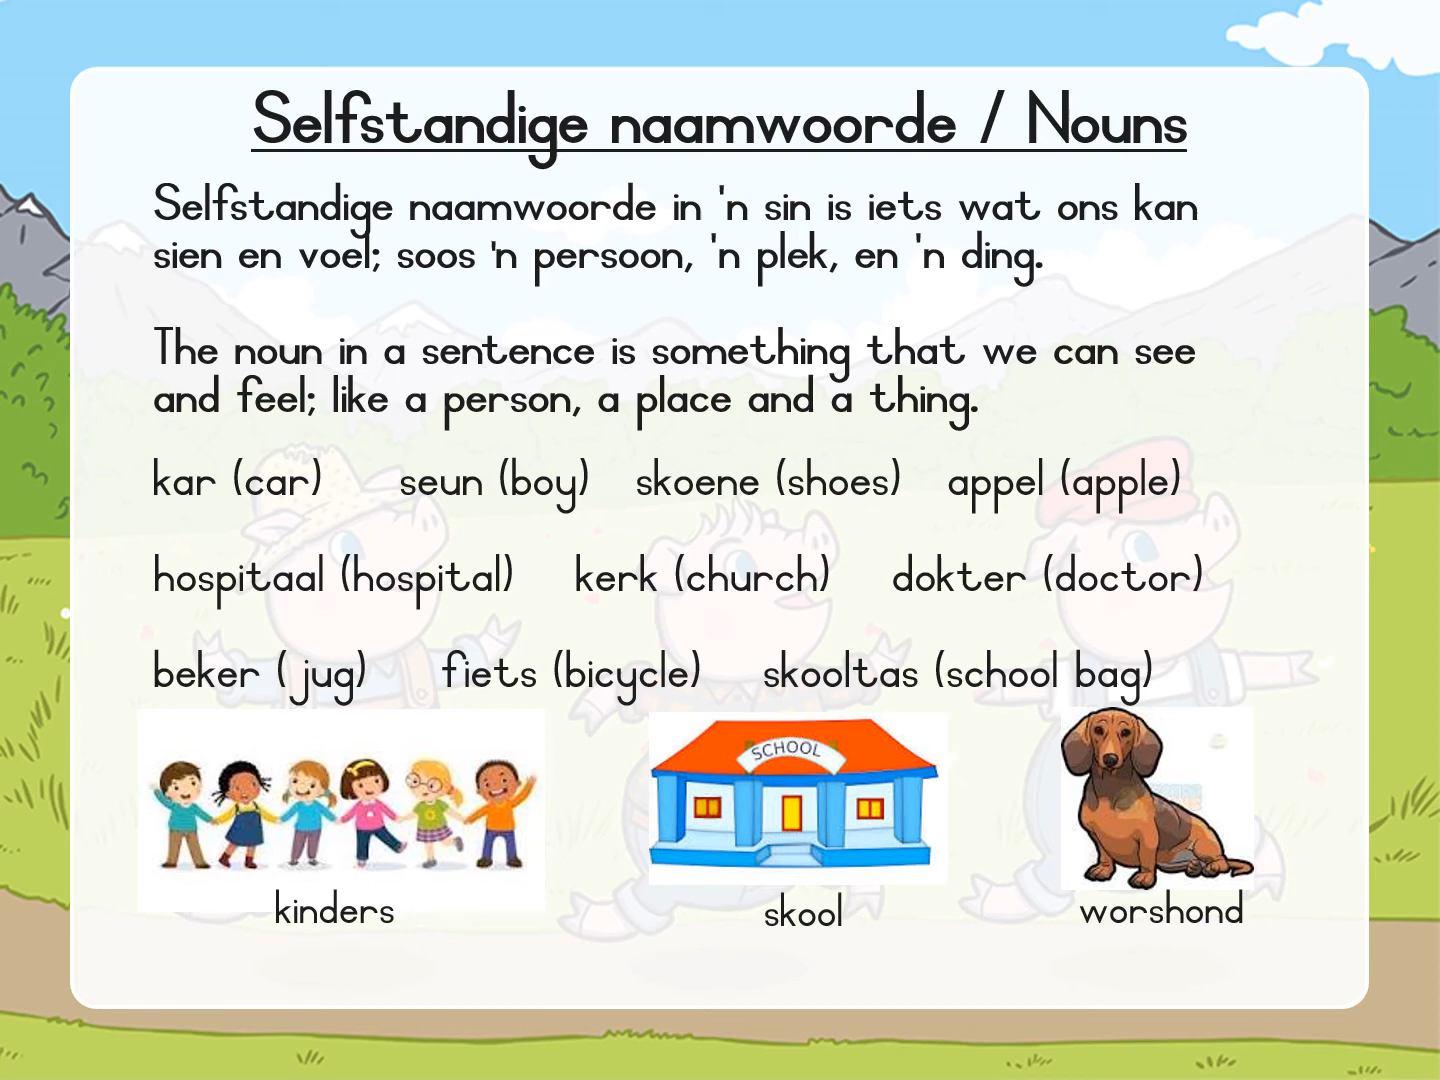 Selfstandige naamwoorde / Nouns
Selfstandige naamwoorde in 'n sin is iets wat ons kan
sien en voel; soos 'n persoon, 'n plek, en 'n ding.
The noun in a sentence is something that we can see
and feel; like a person, a place and a thing.
kar (car) seun (boy) skoene (shoes) appel (apple)
hospitaal (hospital) kerk (church) dokter (doctor)
beker ( jug) fiets (bicycle) skooltas (school bag)
SCHOOL
kinders
skool
worshond